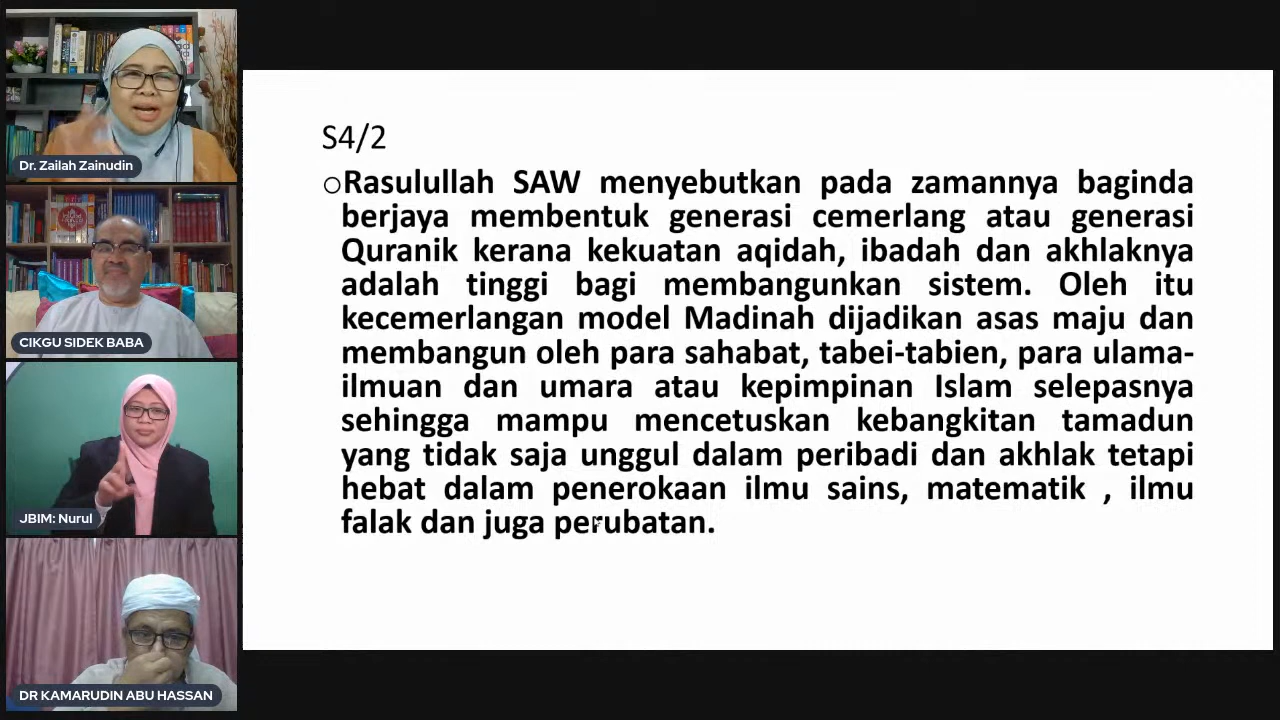 Dr. Zailah Zainudin
CIKGU SIDEK BABA
JBIM: Nurul
DR KAMARUDIN ABU HASSAN
S4/2
○Rasulullah SAW menyebutkan pada zamannya baginda
berjaya membentuk generasi cemerlang atau generasi
Quranik kerana kekuatan aqidah, ibadah dan akhlaknya
adalah tinggi bagi membangunkan sistem. Oleh itu
kecemerlangan model Madinah dijadikan asas maju dan
membangun oleh para sahabat, tabei-tabien, para ulama-
ilmuan dan umara atau kepimpinan Islam selepasnya
sehingga mampu mencetuskan kebangkitan tamadun
yang tidak saja unggul dalam peribadi dan akhlak tetapi
hebat dalam penerokaan ilmu sains, matematik , ilmu
falak dan juga perubatan.